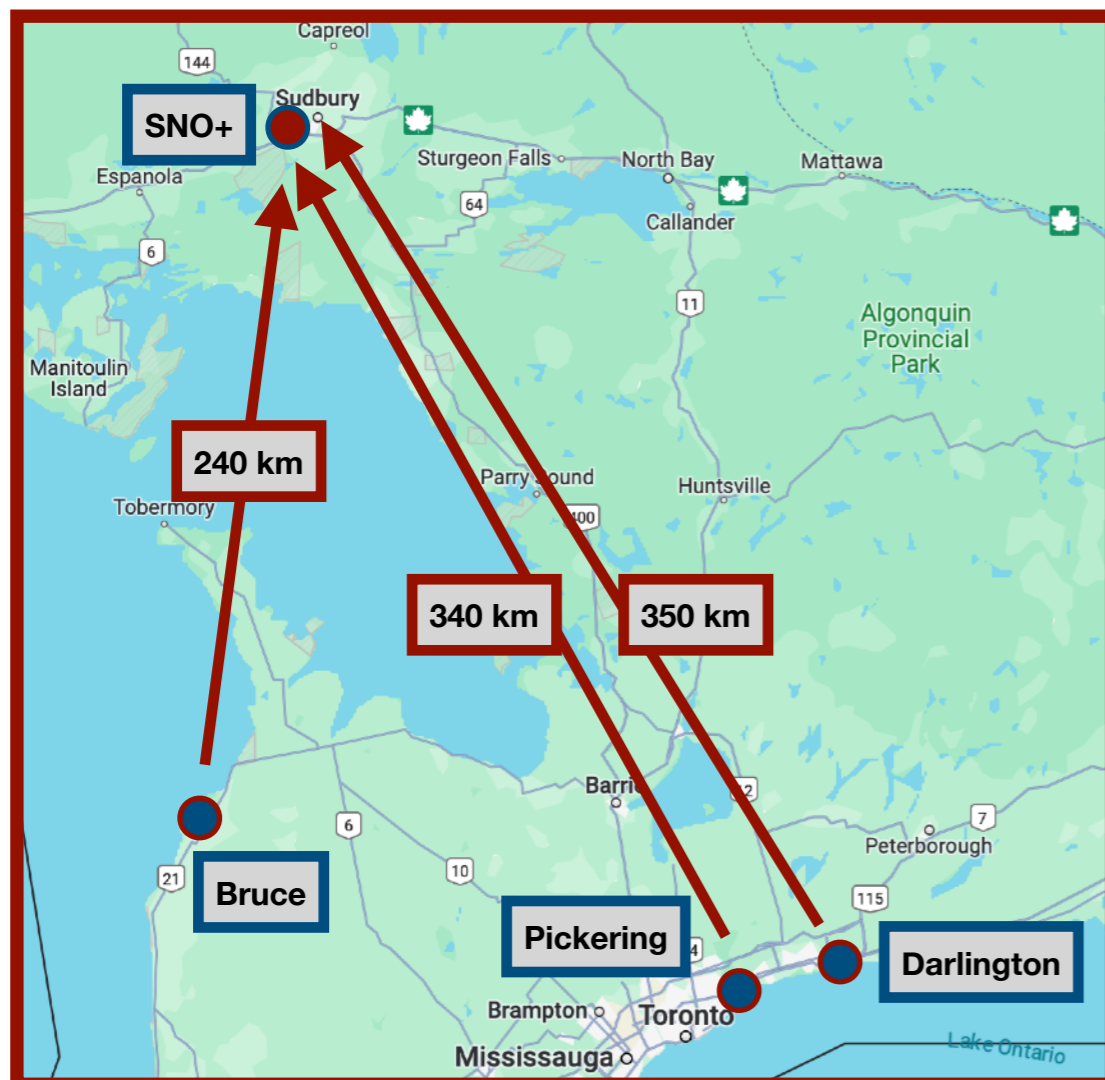 Capreol
144
Sudbury
SNO+
Sturgeon Falls
North Bay
Mattawa
Espanola
64
Callander
6
11
Algonquin
Provincial
Park
Manitoulin
Island
240 km
Parry Sound
Huntsville
Tobermory
400
340 km
350 km
Barrie
12
7
6
Peterborough
10
21
115
Bruce
Pickering
4
Darlington
Brampton
Toronto
Lake Ontario
Mississauga